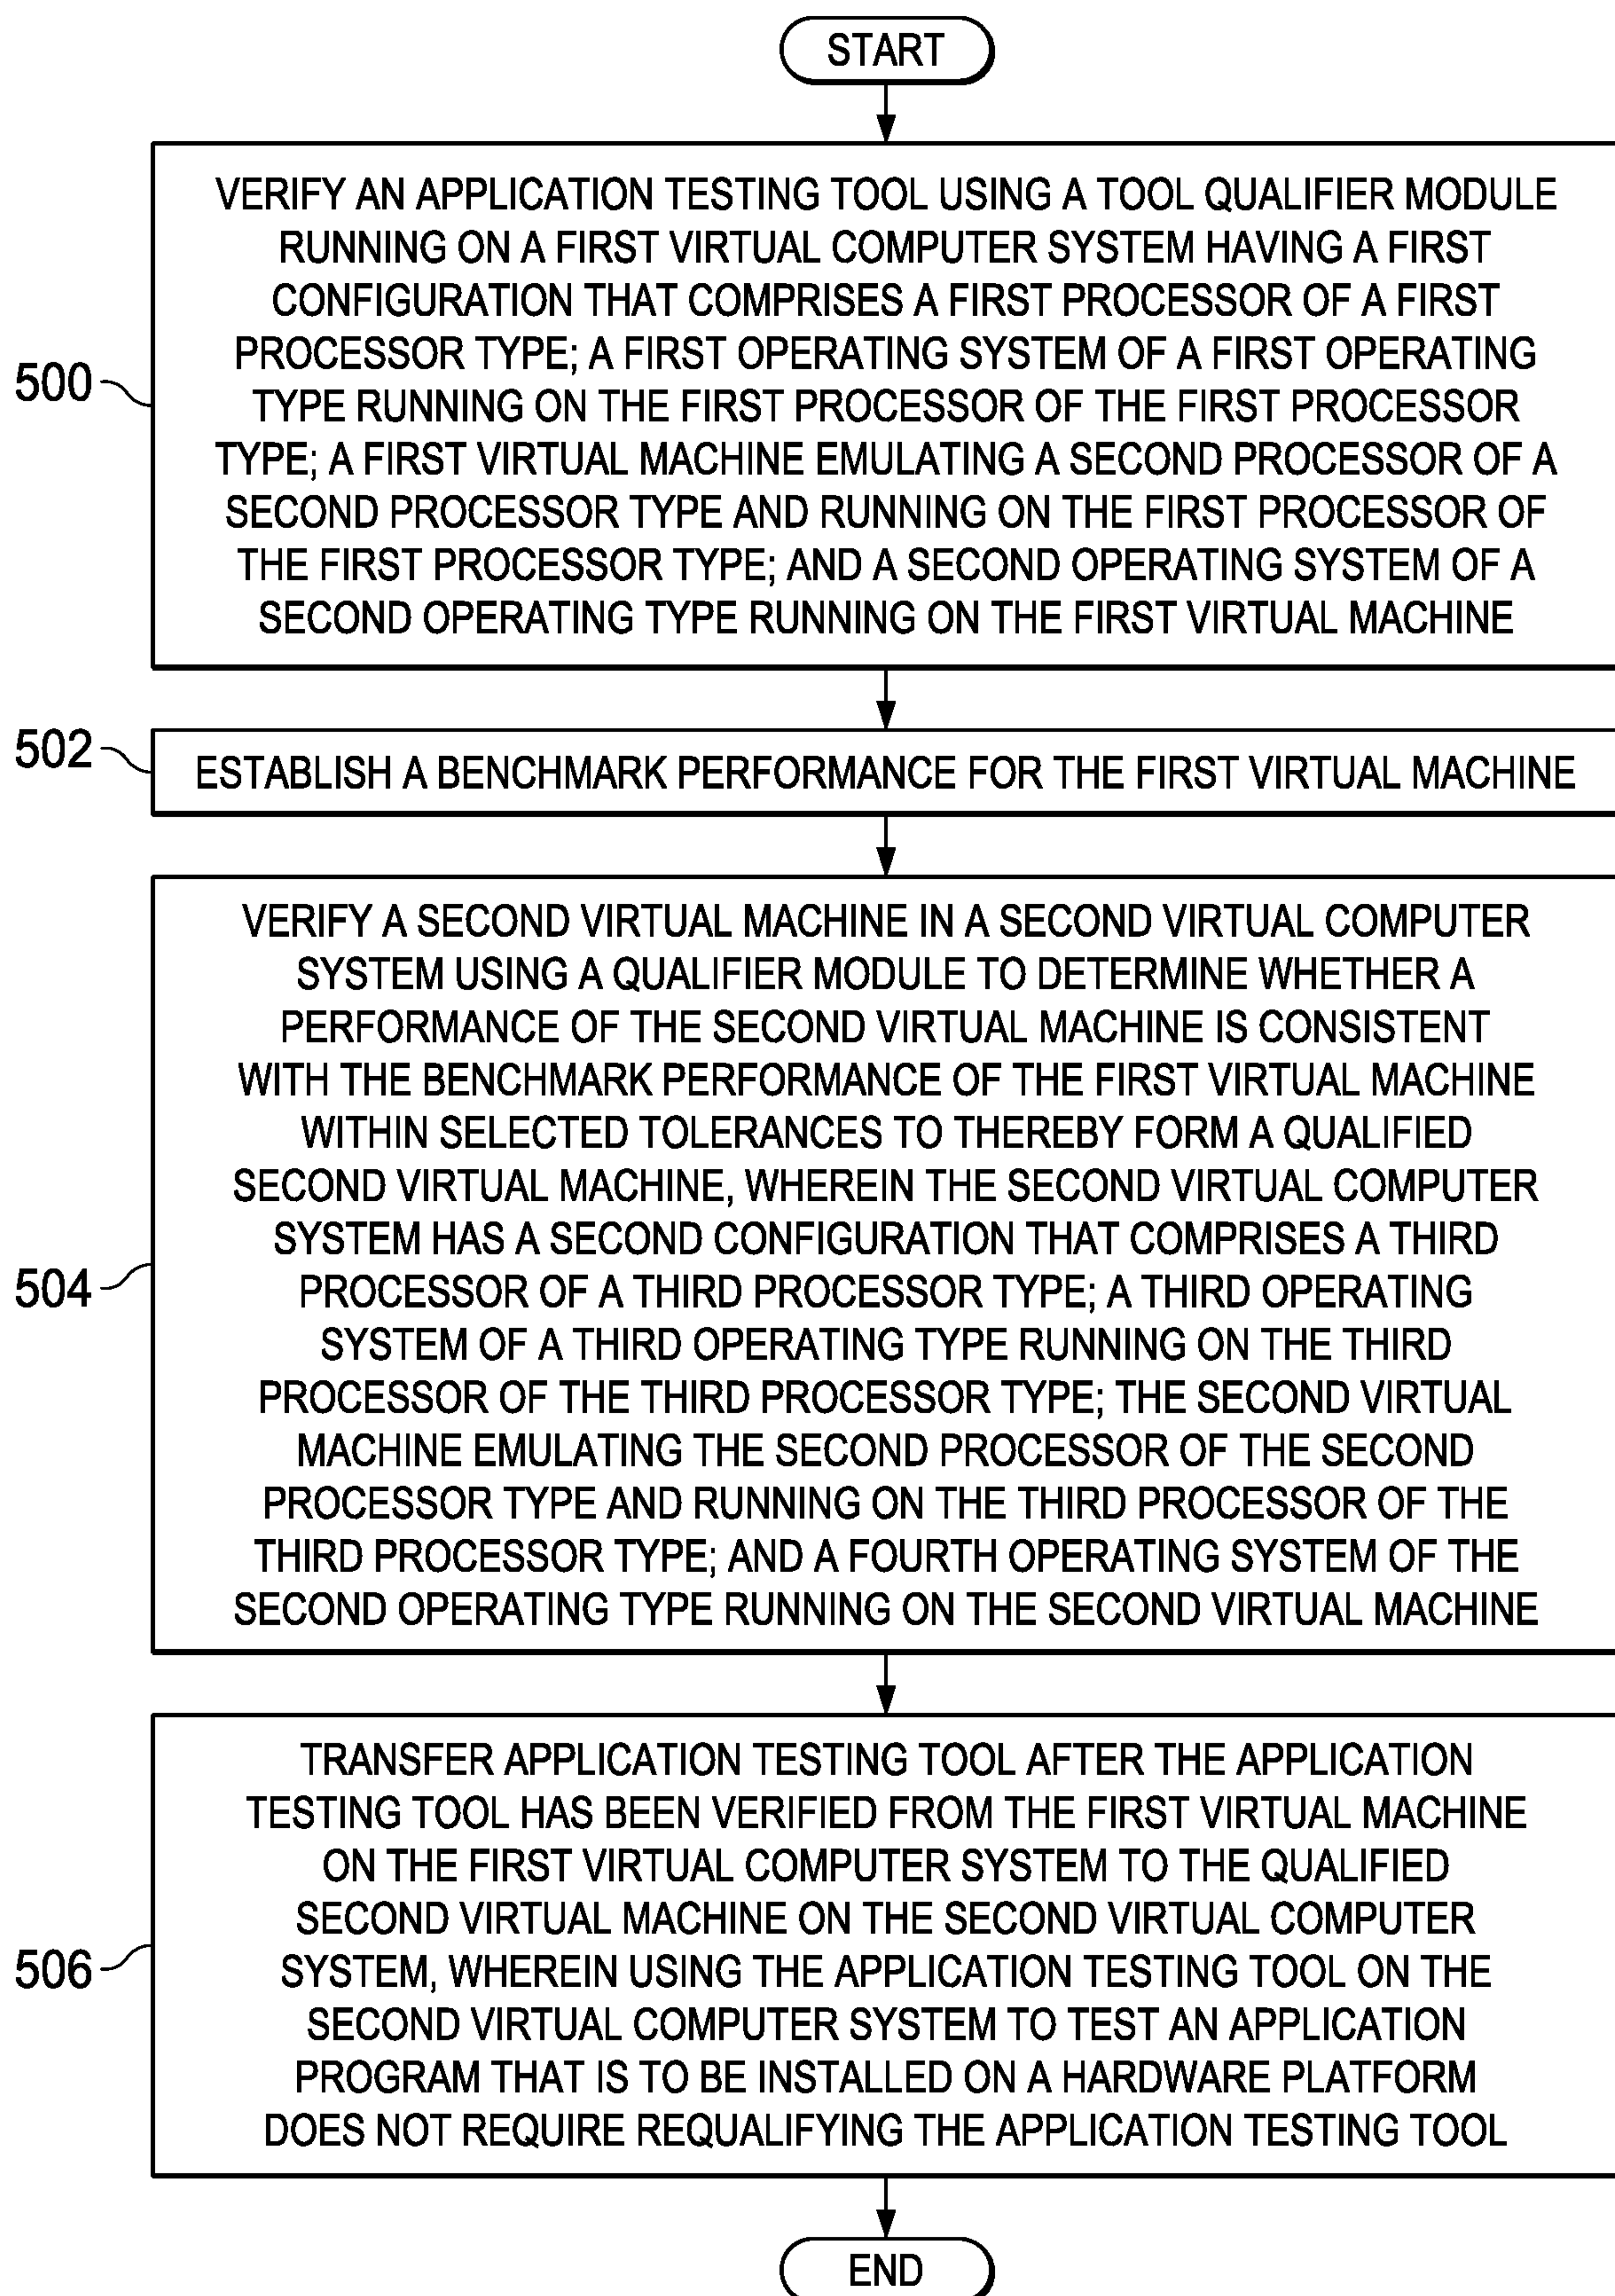 START
VERIFY AN APPLICATION TESTING TOOL USING A TOOL QUALIFIER MODULE
RUNNING ON A FIRST VIRTUAL COMPUTER SYSTEM HAVING A FIRST
CONFIGURATION THAT COMPRISES A FIRST PROCESSOR OF A FIRST
PROCESSOR TYPE; A FIRST OPERATING SYSTEM OF A FIRST OPERATING
500
TYPE RUNNING ON THE FIRST PROCESSOR OF THE FIRST PROCESSOR
TYPE; A FIRST VIRTUAL MACHINE EMULATING A SECOND PROCESSOR OF A
SECOND PROCESSOR TYPE AND RUNNING ON THE FIRST PROCESSOR OF
THE FIRST PROCESSOR TYPE; AND A SECOND OPERATING SYSTEM OF A
SECOND OPERATING TYPE RUNNING ON THE FIRST VIRTUAL MACHINE
502
ESTABLISH A BENCHMARK PERFORMANCE FOR THE FIRST VIRTUAL MACHINE
VERIFY A SECOND VIRTUAL MACHINE IN A SECOND VIRTUAL COMPUTER
SYSTEM USING A QUALIFIER MODULE TO DETERMINE WHETHER A
PERFORMANCE OF THE SECOND VIRTUAL MACHINE IS CONSISTENT
WITH THE BENCHMARK PERFORMANCE OF THE FIRST VIRTUAL MACHINE
WITHIN SELECTED TOLERANCES TO THEREBY FORM A QUALIFIED
SECOND VIRTUAL MACHINE, WHEREIN THE SECOND VIRTUAL COMPUTER
SYSTEM HAS A SECOND CONFIGURATION THAT COMPRISES A THIRD
504
PROCESSOR OF A THIRD PROCESSOR TYPE; A THIRD OPERATING
SYSTEM OF A THIRD OPERATING TYPE RUNNING ON THE THIRD
PROCESSOR OF THE THIRD PROCESSOR TYPE; THE SECOND VIRTUAL
MACHINE EMULATING THE SECOND PROCESSOR OF THE SECOND
PROCESSOR TYPE AND RUNNING ON THE THIRD PROCESSOR OF THE
THIRD PROCESSOR TYPE; AND A FOURTH OPERATING SYSTEM OF THE
SECOND OPERATING TYPE RUNNING ON THE SECOND VIRTUAL MACHINE
TRANSFER APPLICATION TESTING TOOL AFTER THE APPLICATION
TESTING TOOL HAS BEEN VERIFIED FROM THE FIRST VIRTUAL MACHINE
ON THE FIRST VIRTUAL COMPUTER SYSTEM TO THE QUALIFIED
SECOND VIRTUAL MACHINE ON THE SECOND VIRTUAL COMPUTER
506
SYSTEM, WHEREIN USING THE APPLICATION TESTING TOOL ON THE
SECOND VIRTUAL COMPUTER SYSTEM TO TEST AN APPLICATION
PROGRAM THAT IS TO BE INSTALLED ON A HARDWARE PLATFORM
DOES NOT REQUIRE REQUALIFYING THE APPLICATION TESTING TOOL
END